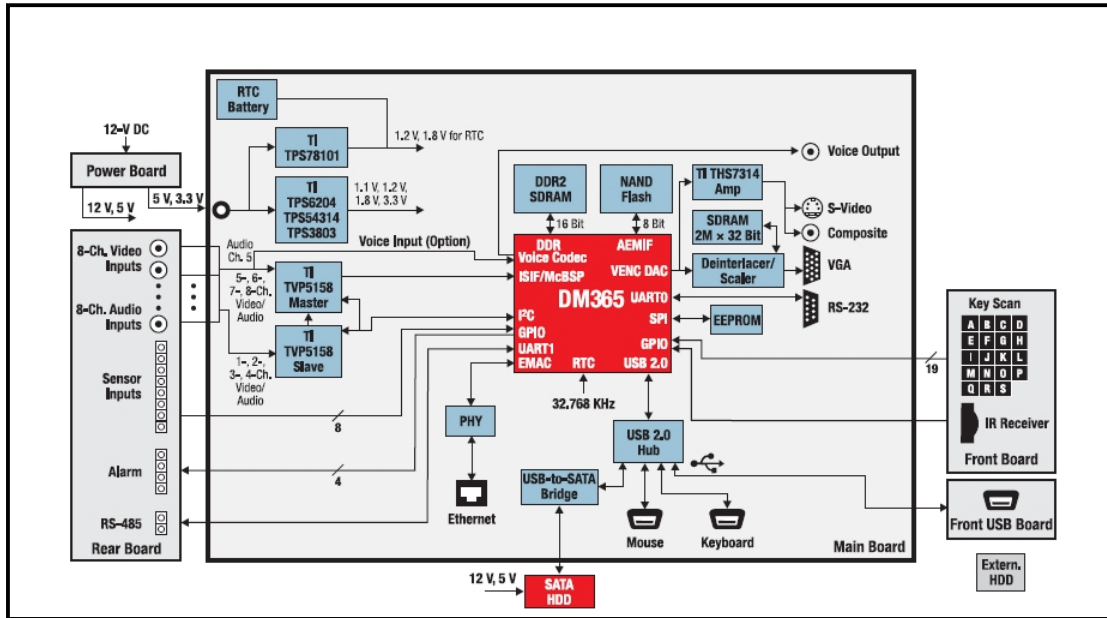 RTC
Battery
12-V DC
Power Board
12 V, 5 V
5 V, 3.3 V
TI
TPS78101
1.2 V, 1.8 V for RTC
TI
TPS6204
TPS54314
TPS3803
1.1 V, 1.2 V,
1.8 V, 3.3 V
DDR2
SDRAM
NAND
Flash
16 Bit
8 Bit
Voice Output
TI THS7314
Amp
S-Video
Composite
SDRAM
2M × 32 Bit
Deinterlacer/
Scaler
VGA
RS-232
8-Ch. Video
Inputs
8-Ch. Audio
Inputs
Sensor
Inputs
Alarm
RS-485
Rear Board
Audio
Ch. 5
Voice Input (Option)
5-, 6-,
7-, 8-Ch.
Video/
Audio
TI
TVP5158
Master
TI
TVP5158
Slave
1-, 2-,
3-, 4-Ch.
Video/
Audio
8
4
DDR
Voice Codec
ISIF/McBSP
I²C
GPIO
UART1
EMAC
RTC
AEMIF
VENC DAC
DM365
UART0
SPI
GPIO
USB 2.0
EEPROM
32.768 KHz
PHY
Ethernet
USB 2.0
Hub
USB-to-SATA
Bridge
Mouse
Keyboard
Main Board
12 V, 5 V
SATA
HDD
19
Key Scan
A B C D
E F G H
I J K L
M N O P
Q R S
IR Receiver
Front Board
Front USB Board
Extern.
HDD